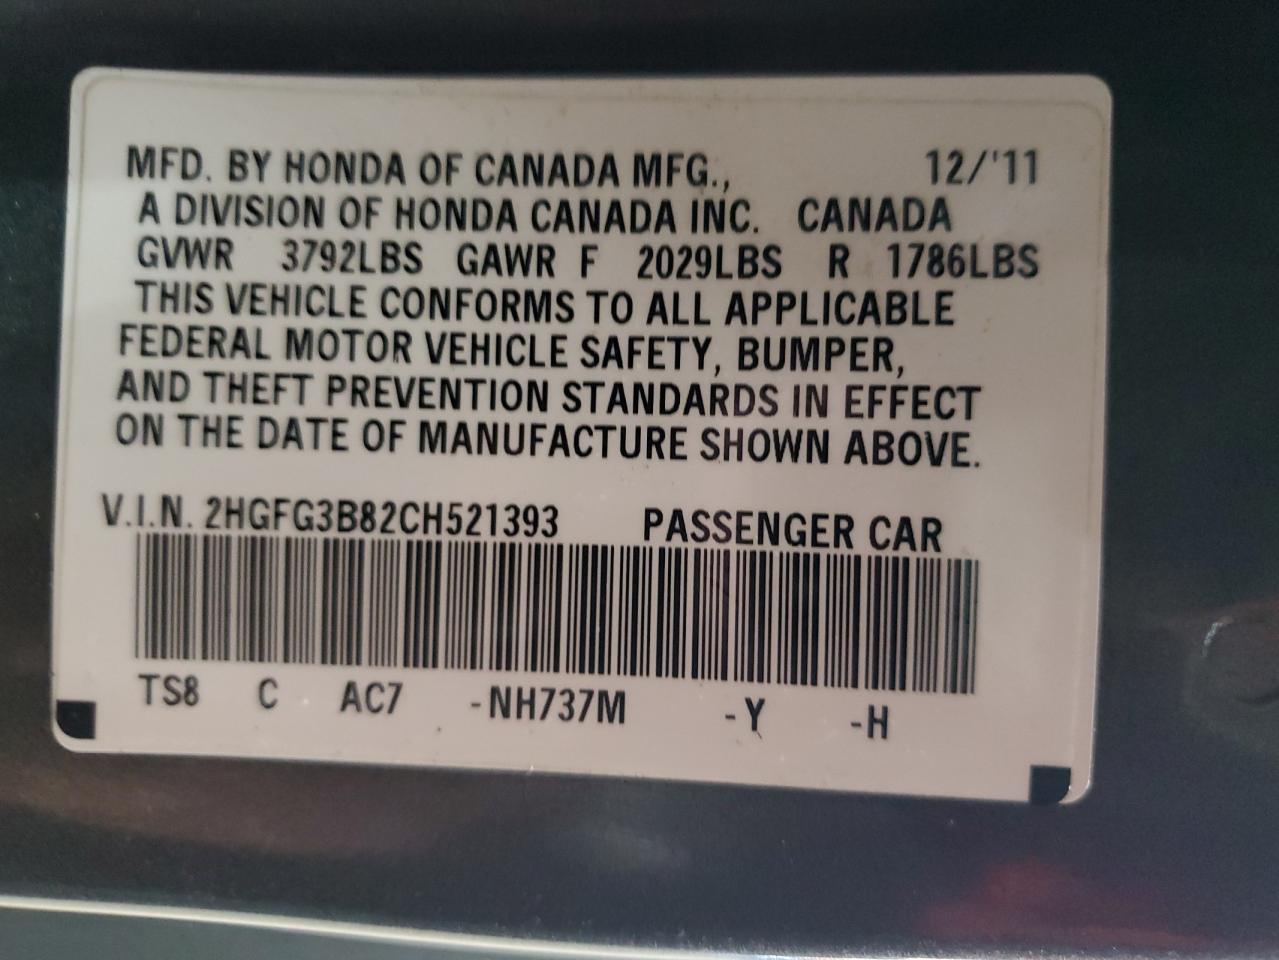 MFD. BY HONDA OF CANADA MFG., 12/'11
A DIVISION OF HONDA CANADA INC. CANADA
GVWR 3792LBS GAWR F 2029LBS R 1786LBS
THIS VEHICLE CONFORMS TO ALL APPLICABLE
FEDERAL MOTOR VEHICLE SAFETY, BUMPER,
AND THEFT PREVENTION STANDARDS IN EFFECT
ON THE DATE OF MANUFACTURE SHOWN ABOVE.
V.I.N. 2HGFG3B82CH521393 PASSENGER CAR
TS8 C AC7 -NH737M -Y -H